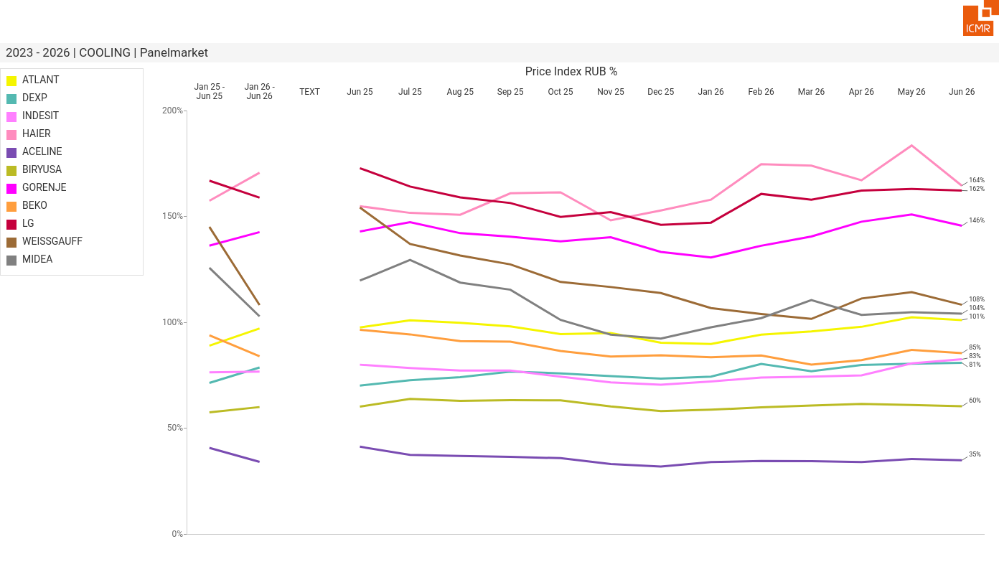 ICMR
2023 - 2026 | COOLING | Panelmarket
ATLANT
DEXP
INDESIT
HAIER
ACELINE
BIRYUSA
GORENJE
BEKO
LG
WEISSGAUFF
MIDEA
Price Index RUB %
Jan 25 -
Jun 25
Jan 26 -
Jun 26
TEXT
Jun 25
Jul 25
Aug 25
Sep 25
Oct 25
Nov 25
Dec 25
Jan 26
Feb 26
Mar 26
Apr 26
May 26
Jun 26
200%
150%
100%
50%
0%
164%
162%
146%
108%
104%
101%
85%
83%
81%
60%
35%